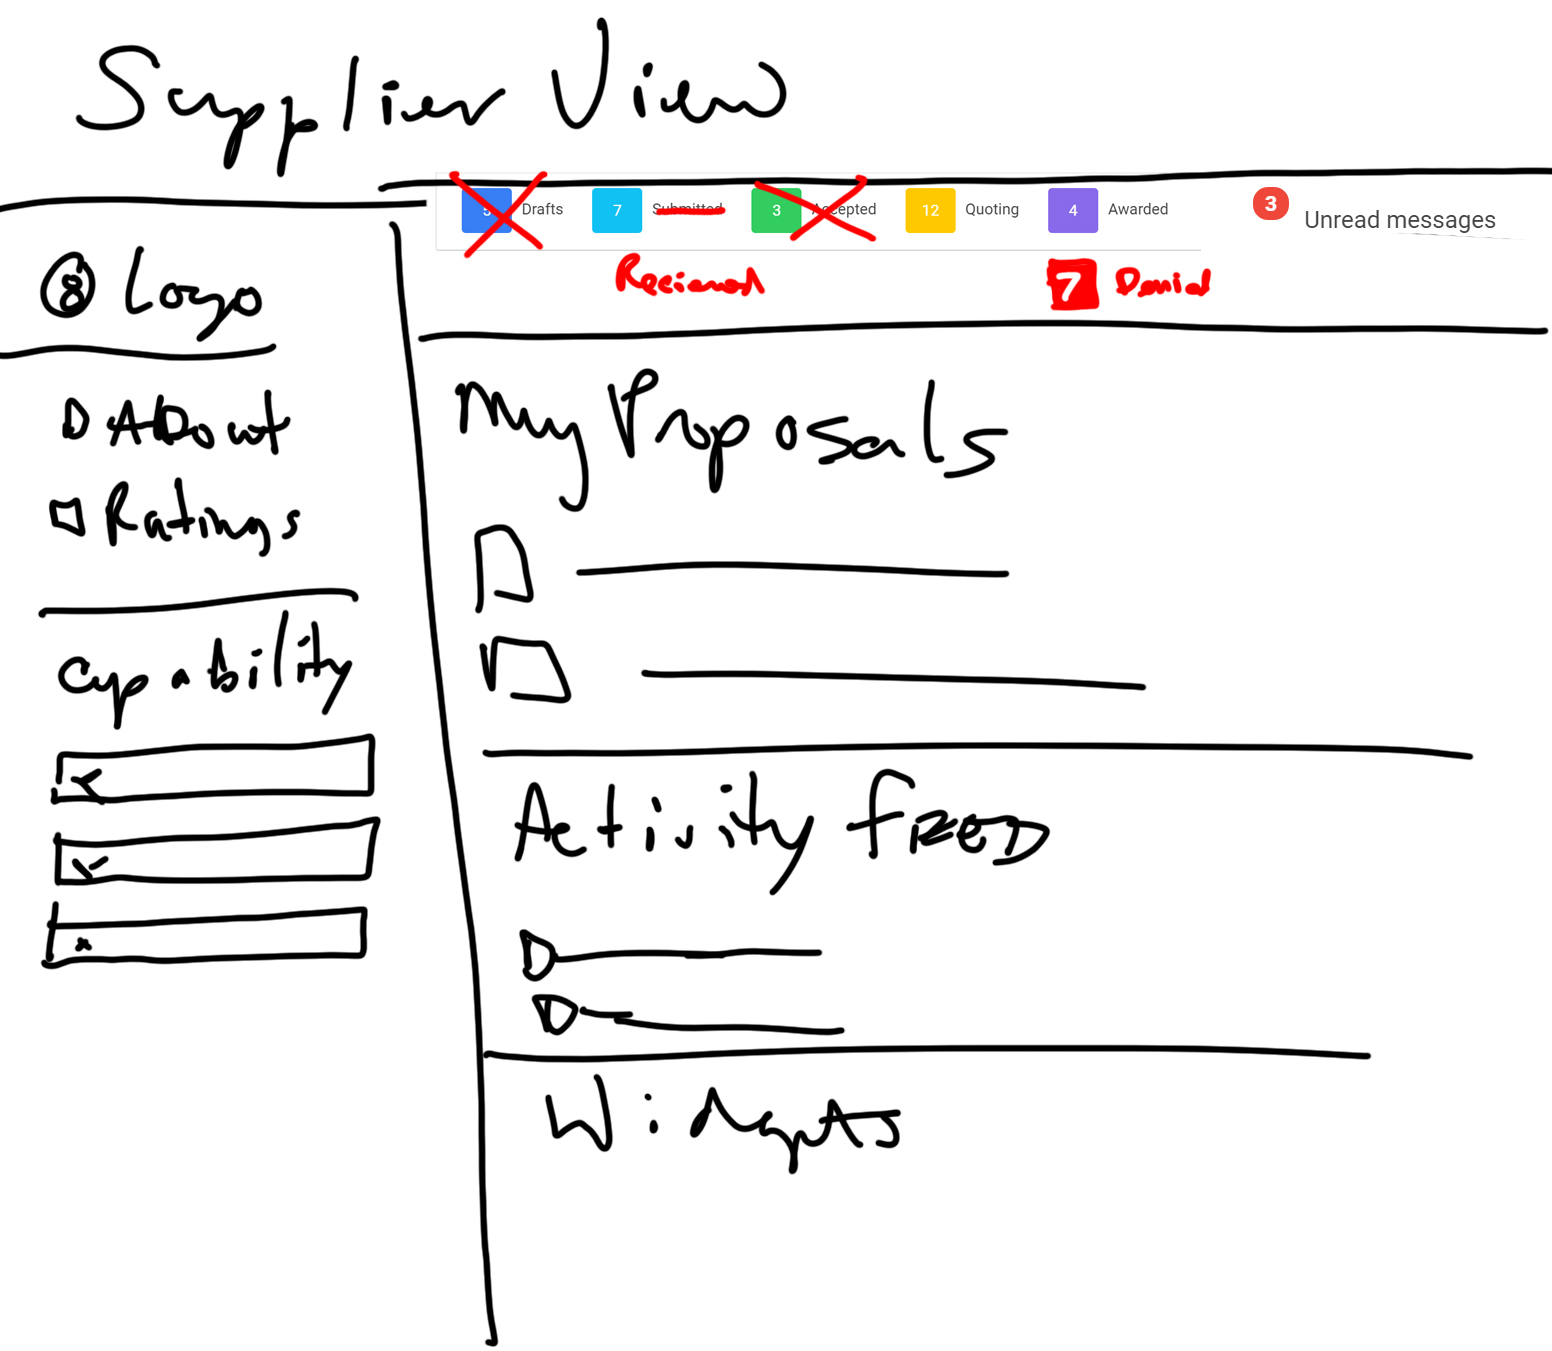 Supplier View
5 Drafts 7 Submitted 3 Accepted 12 Quoting 4 Awarded 3 Unread messages
Recieved 7 Denied
8 Logo
About
Ratings
Capability
My Proposals
Activity feed
Widgets